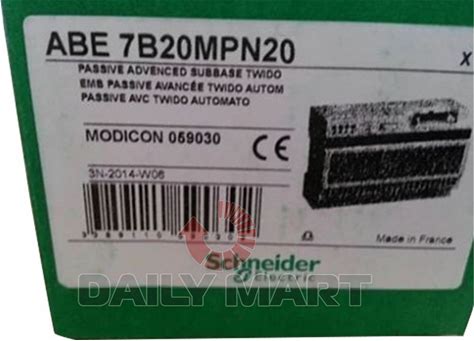 ABE 7B20MPN20
X
PASSIVE ADVANCED SUBBASE TWIDO
EMB PASSIVE AVANCÉE TWIDO AUTOM
PASSIVE AVC TWIDO AUTOMATO
MODICON 059030
CE
3N-2014-W06
Made in France
Schneider
Electric
DAILY MART